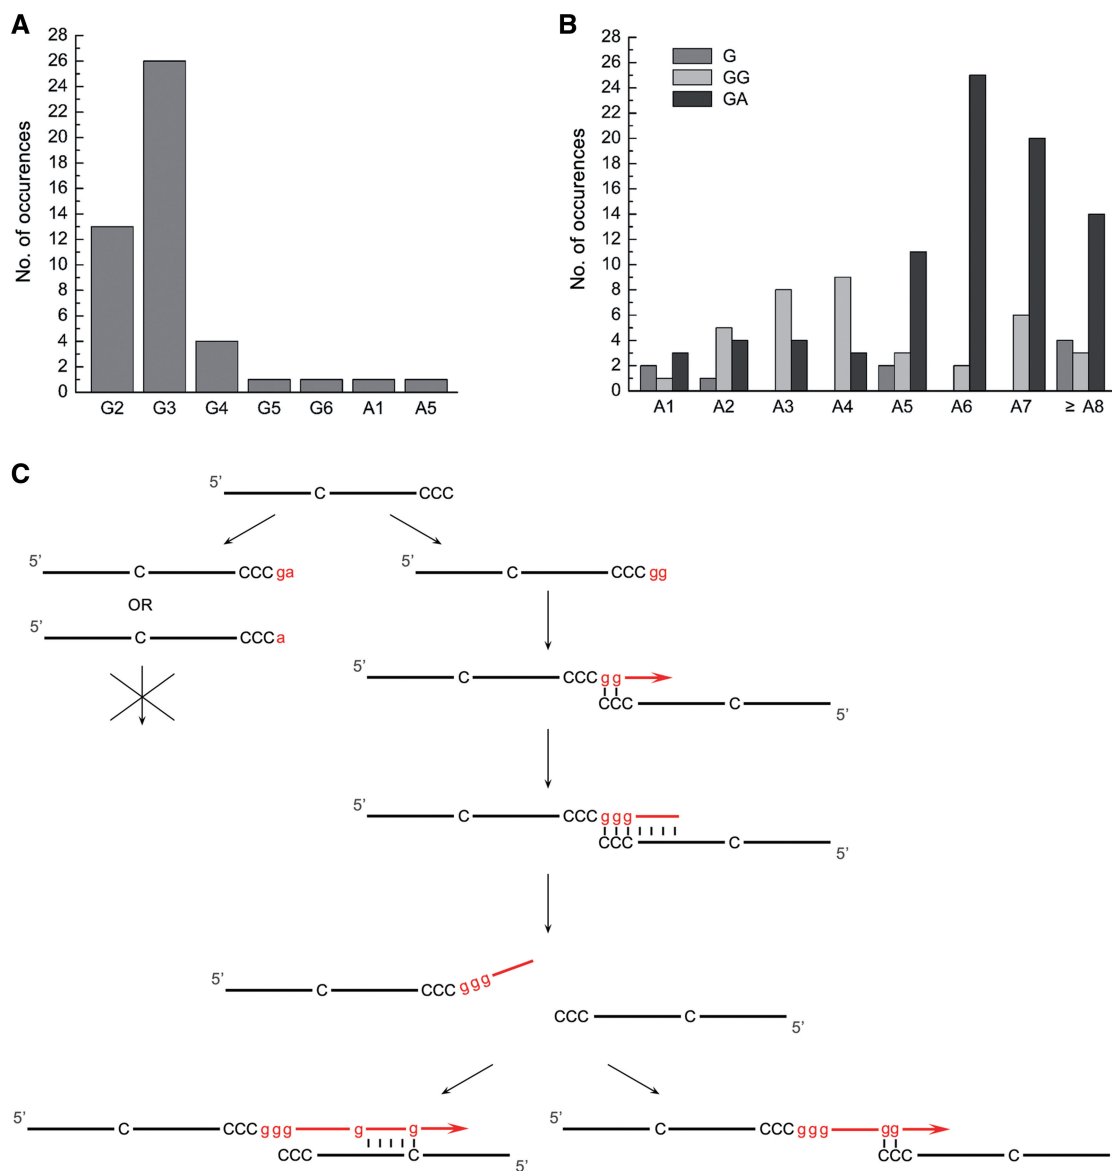 A
No. of occurences
28
26
24
22
20
18
16
14
12
10
8
6
4
2
0
G2 G3 G4 G5 G6 A1 A5
B
No. of occurences
28
26
24
22
20
18
16
14
12
10
8
6
4
2
0
G
GG
GA
A1 A2 A3 A4 A5 A6 A7 ≥ A8
C
5’ C CCC
5’ C CCC ga
OR
5’ C CCC a
5’ C CCC gg
5’ C CCC gg
CCC C 5’
5’ C CCC ggg
CCC C 5’
5’ C CCC ggg
CCC C 5’
5’ C CCC ggg g g
CCC C 5’
5’ C CCC ggg gg
CCC C